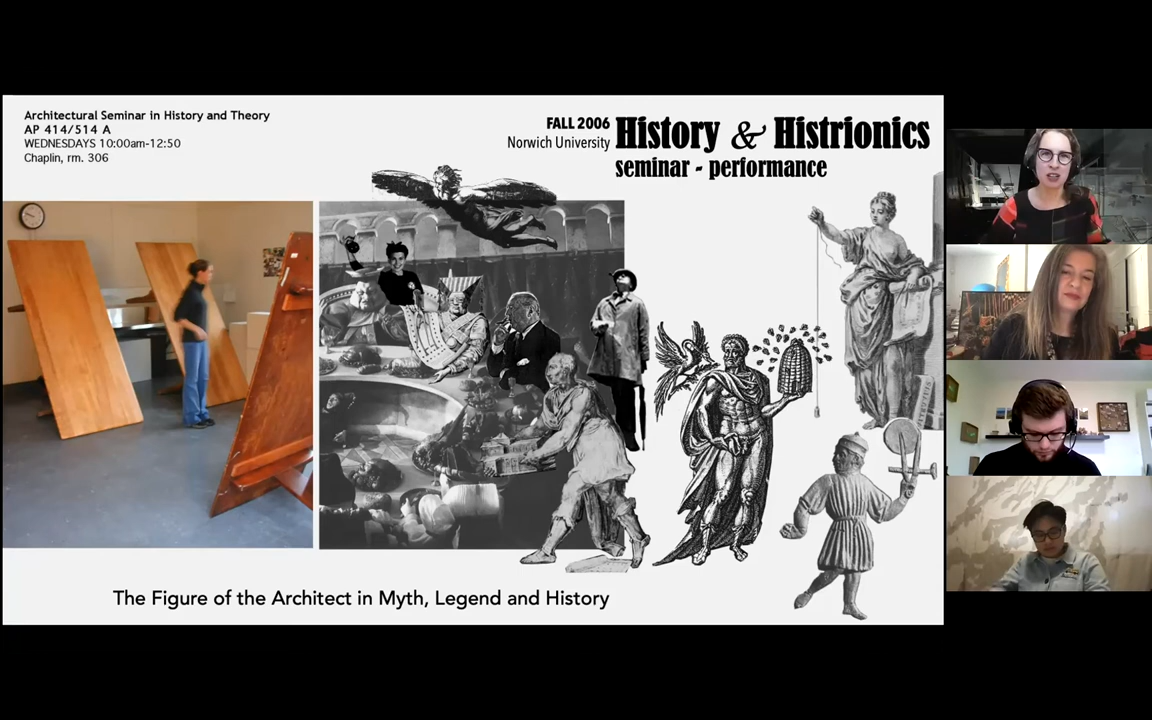 Architectural Seminar in History and Theory
AP 414/514 A
WEDNESDAYS 10:00am-12:50
Chaplin, rm. 306
FALL 2006
Norwich University
History & Histrionics
seminar - performance
The Figure of the Architect in Myth, Legend and History